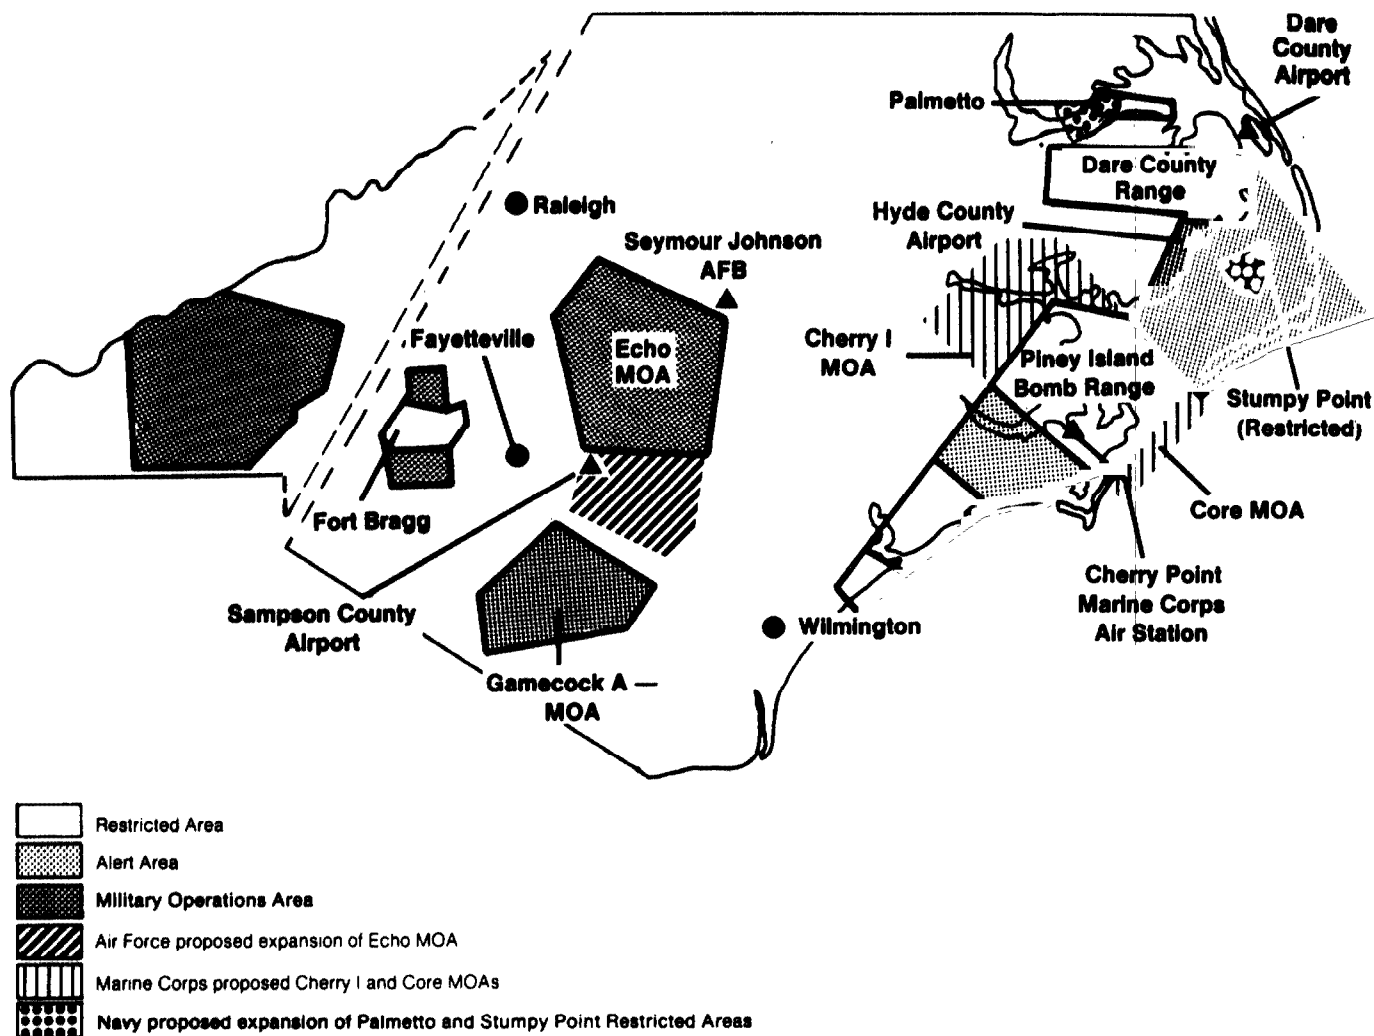 Dare
County
Airport
Palmetto
Dare County
Range
Raleigh
Hyde County
Airport
Seymour Johnson
AFB
Fayetteville
Echo
MOA
Cherry I
MOA
Piney Island
Bomb Range
Stumpy Point
(Restricted)
Fort Bragg
Core MOA
Cherry Point
Marine Corps
Air Station
Sampson County
Airport
Wilmington
Gamecock A —
MOA
Restricted Area
Alert Area
Military Operations Area
Air Force proposed expansion of Echo MOA
Marine Corps proposed Cherry I and Core MOAs
Navy proposed expansion of Palmetto and Stumpy Point Restricted Areas